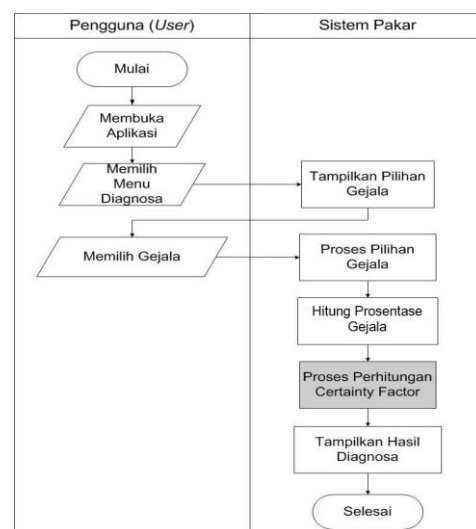 Pengguna (User)
Sistem Pakar
Mulai
Membuka
Aplikasi
Memilih
Menu
Diagnosa
Tampilkan Pilihan
Gejala
Memilih Gejala
Proses Pilihan
Gejala
Hitung Prosentase
Gejala
Proses Perhitungan
Certainty Factor
Tampilkan Hasil
Diagnosa
Selesai